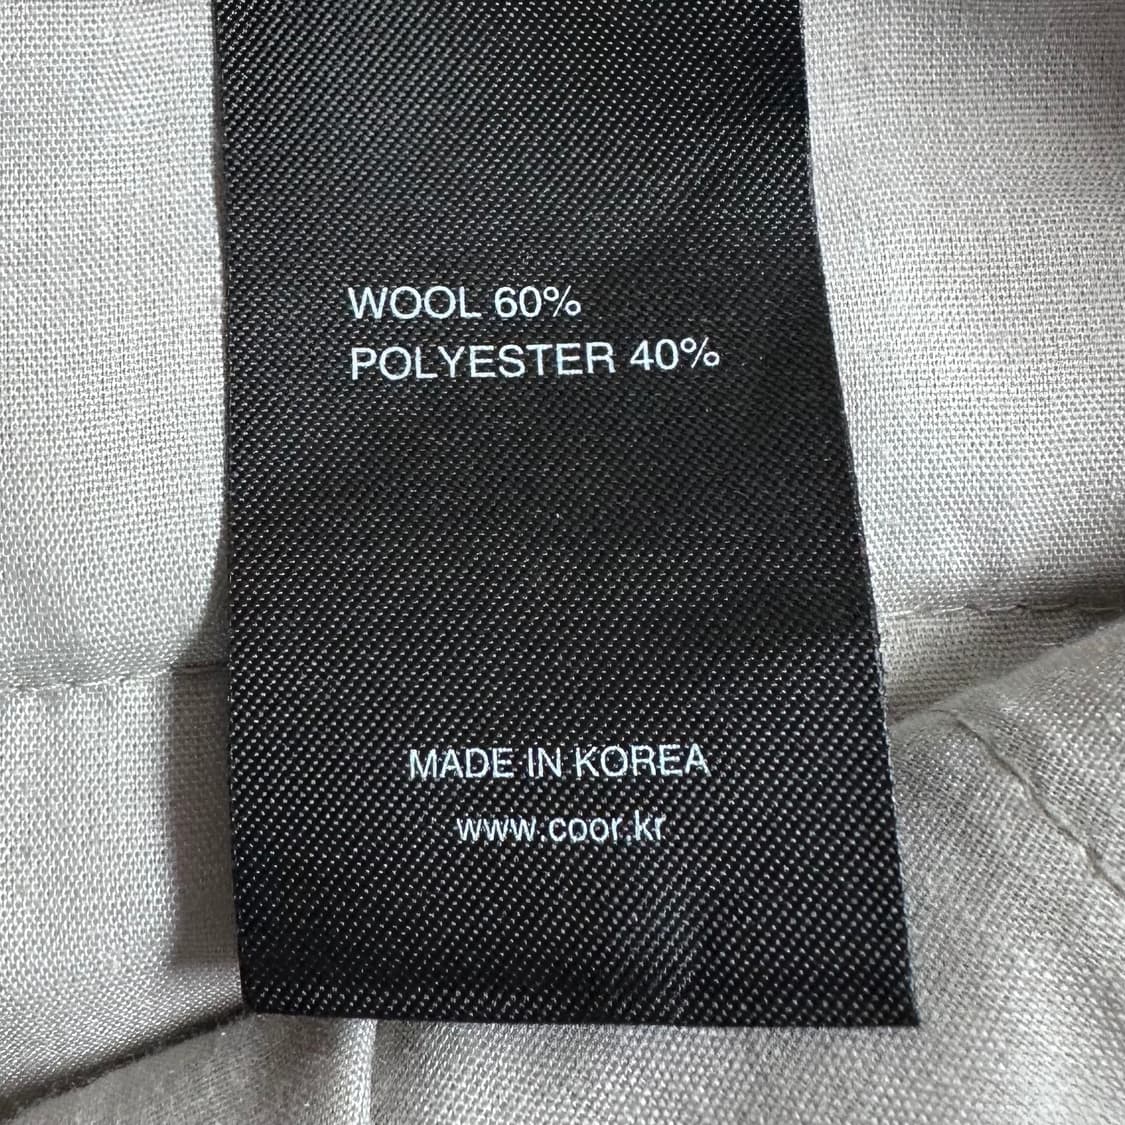 WOOL 60%
POLYESTER 40%
MADE IN KOREA
www.coor.kr